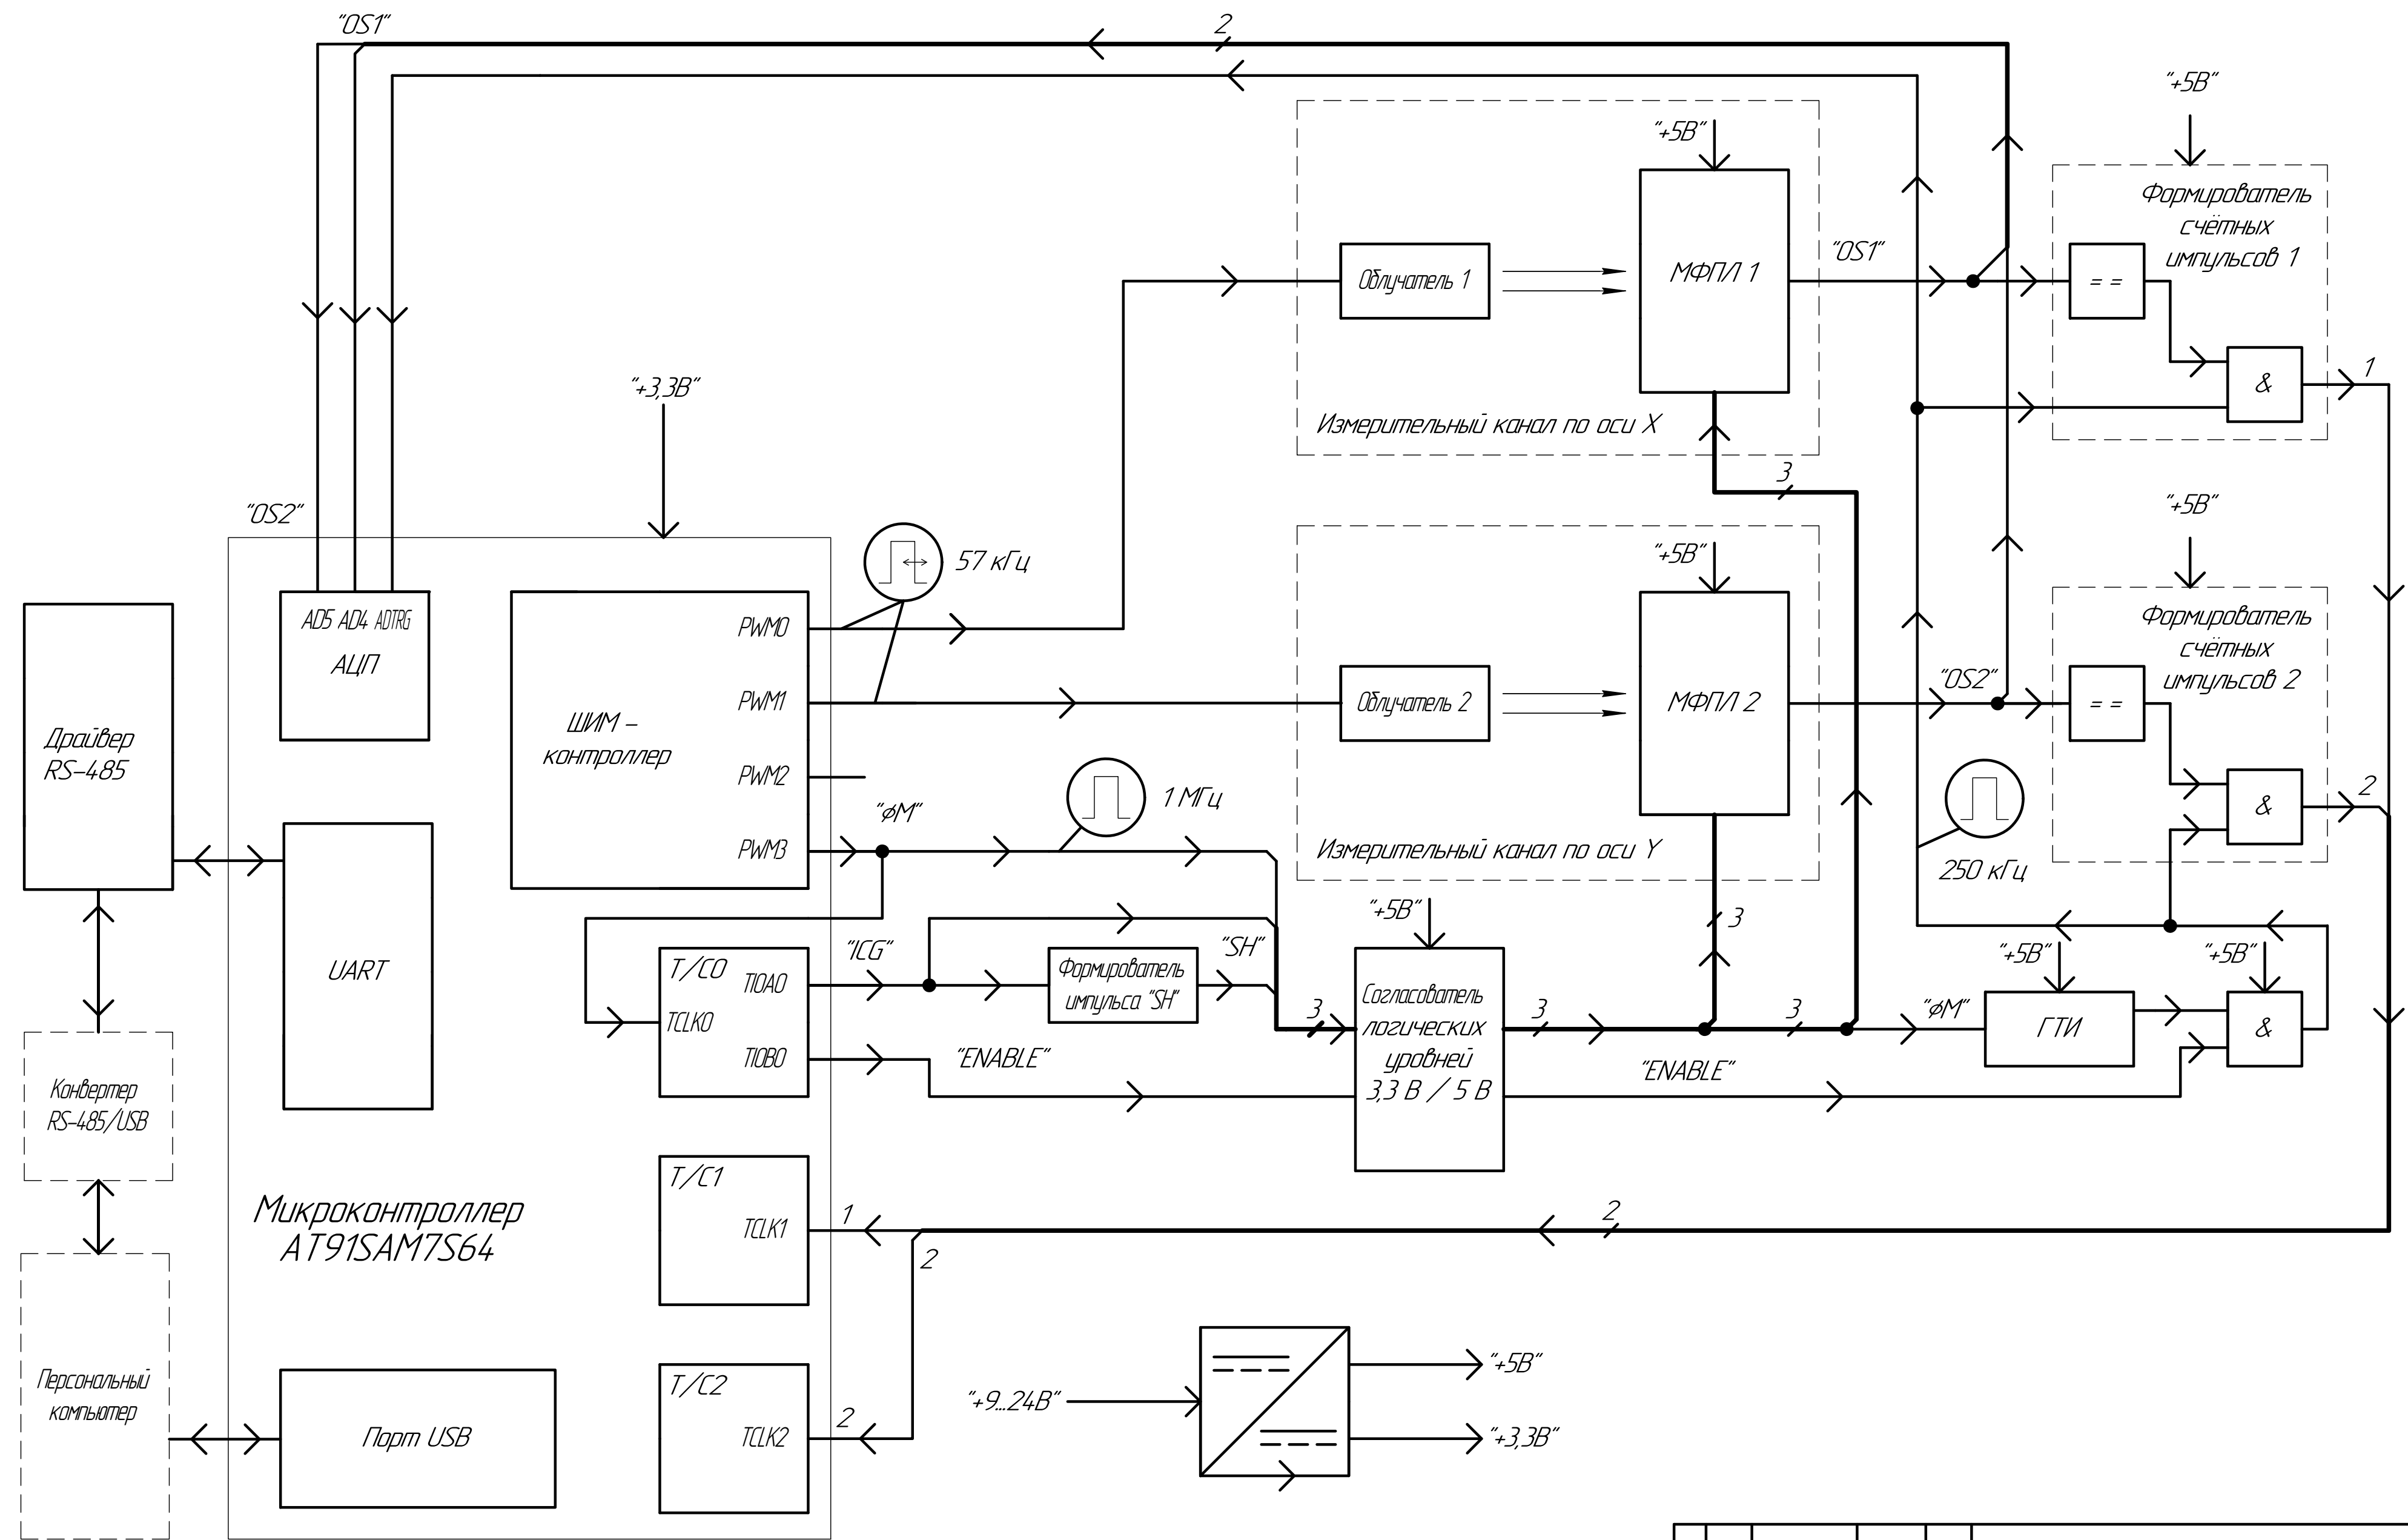 "OS1"
2
"+5В"
"+5В"
Формирователь
счётных
импульсов 1
Облучатель 1
МФПЛ 1
"OS1"
= =
&
1
"+3,3В"
Измерительный канал по оси X
3
"OS2"
"+5В"
57 кГц
"+5В"
AD5 AD4 ADTRG
АЦП
PWM0
PWM1
PWM2
PWM3
ШИМ –
контроллер
Формирователь
счётных
импульсов 2
Облучатель 2
МФПЛ 2
"OS2"
= =
&
2
Драйвер
RS-485
"φM"
1 МГц
Измерительный канал по оси Y
250 кГц
UART
"+5В"
3
"+5В"
"+5В"
T/C0
TIOA0
TCLK0
TIOB0
"ICG"
Формирователь
импульса "SH"
"SH"
3
Согласователь
логических
уровней
3,3 В / 5 В
3
3
"φM"
ГТИ
&
"ENABLE"
"ENABLE"
Конвертер
RS-485/USB
Микроконтроллер
AT91SAM7S64
T/C1
TCLK1
1
2
2
Персональный
компьютер
Порт USB
T/C2
TCLK2
2
"+9...24В"
"+5В"
"+3,3В"